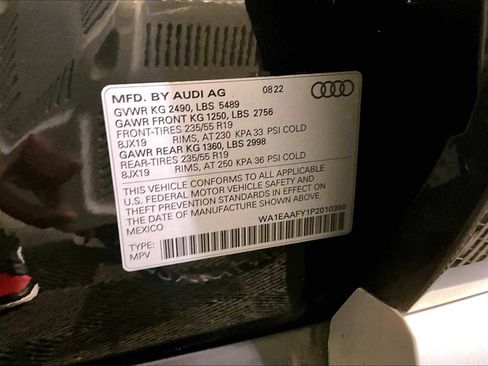 MFD. BY AUDI AG 08 22
GVWR KG 2490, LBS 5489
GAWR FRONT KG 1250, LBS 2756
FRONT-TIRES 235/55 R19
8JX19 RIMS, AT 230 KPA 33 PSI COLD
GAWR REAR KG 1360, LBS 2998
REAR-TIRES 235/55 R19
8JX19 RIMS, AT 250 KPA 36 PSI COLD
THIS VEHICLE CONFORMS TO ALL APPLICABLE
U.S. FEDERAL MOTOR VEHICLE SAFETY AND
THEFT PREVENTION STANDARDS IN EFFECT ON
THE DATE OF MANUFACTURE SHOWN ABOVE.
MEXICO WA1EAAFY1P2010390
TYPE:
MPV